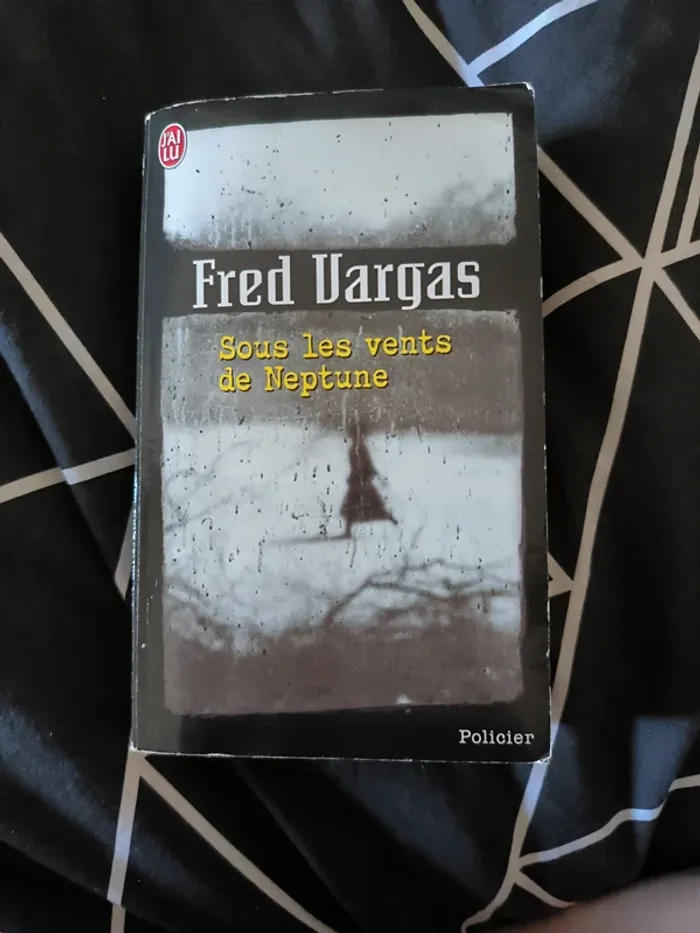 J'AI
LU
Fred Vargas
Sous les vents
de Neptune
Policier